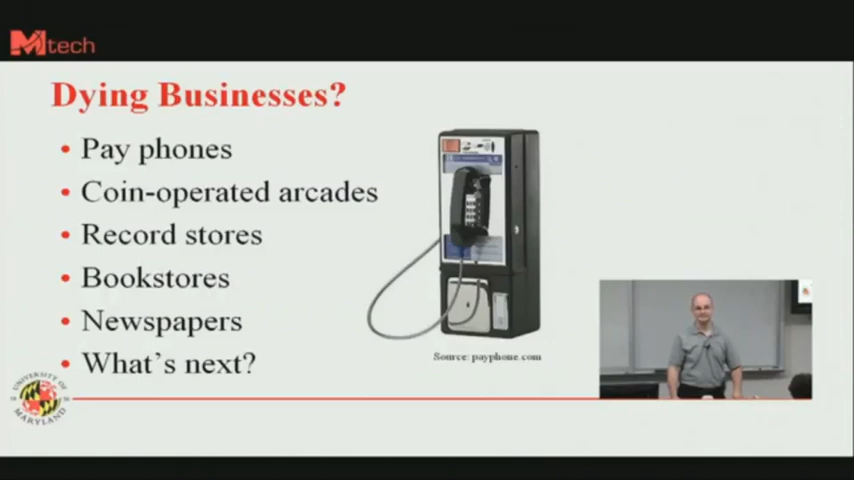 Mtech
Dying Businesses?
• Pay phones
• Coin-operated arcades
• Record stores
• Bookstores
• Newspapers
• What's next?
Source: payphone.com
UNIVERSITY OF
MARYLAND